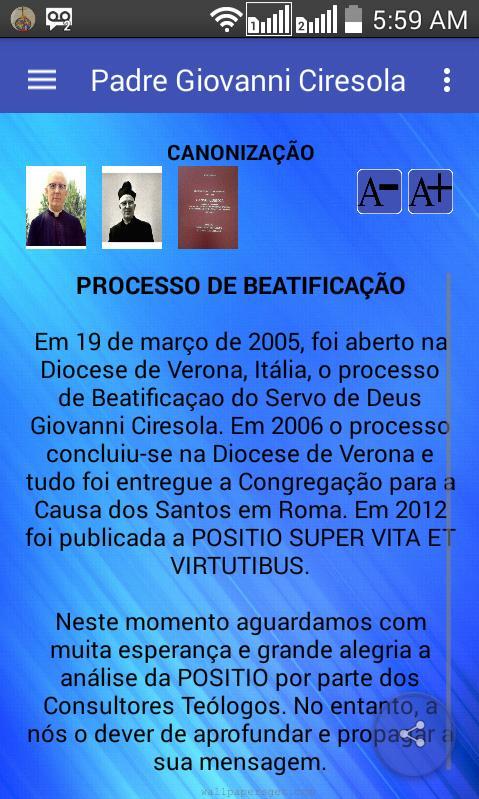 5:59 AM
Padre Giovanni Ciresola
CANONIZAÇÃO
A- A+
PROCESSO DE BEATIFICAÇÃO
Em 19 de março de 2005, foi aberto na
Diocese de Verona, Itália, o processo
de Beatificaçao do Servo de Deus
Giovanni Ciresola. Em 2006 o processo
concluiu-se na Diocese de Verona e
tudo foi entregue a Congregação para a
Causa dos Santos em Roma. Em 2012
foi publicada a POSITIO SUPER VITA ET
VIRTUTIBUS.
Neste momento aguardamos com
muita esperança e grande alegria a
análise da POSITIO por parte dos
Consultores Teólogos. No entanto, a
nós o dever de aprofundar e propagar a
sua mensagem.